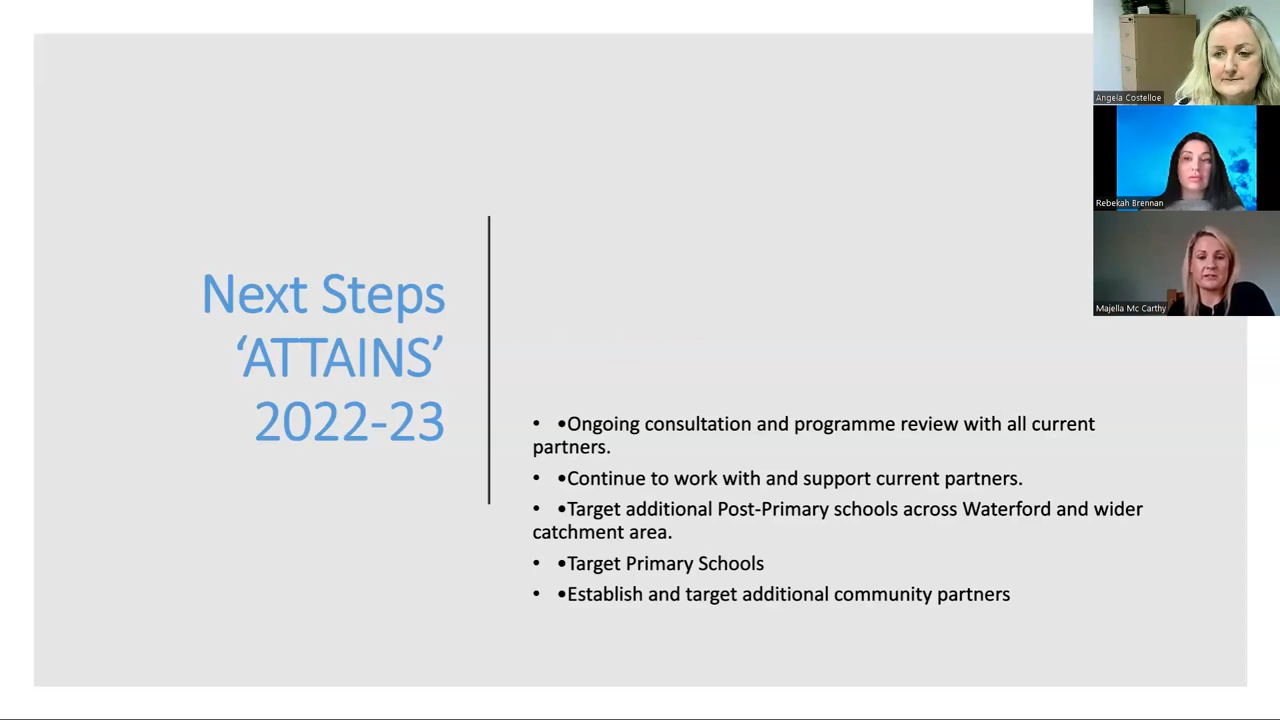 Next Steps
‘ATTAINS’
2022-23
• •Ongoing consultation and programme review with all current
partners.
• •Continue to work with and support current partners.
• •Target additional Post-Primary schools across Waterford and wider
catchment area.
• •Target Primary Schools
• •Establish and target additional community partners
Angela Costelloe
Rebekah Brennan
Majella Mc Carthy